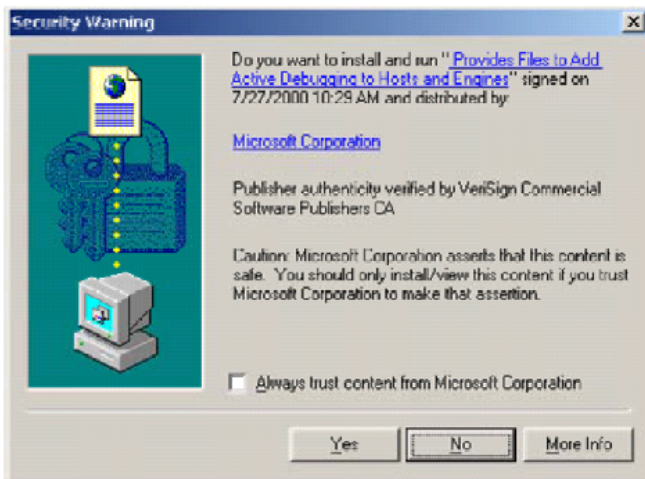 Security Warning
Do you want to install and run "Provides Files to Add
Active Debugging to Hosts and Engines" signed on
7/27/2000 10:29 AM and distributed by:
Microsoft Corporation
Publisher authenticity verified by VeriSign Commercial
Software Publishers CA
Caution: Microsoft Corporation asserts that this content is
safe. You should only install/view this content if you trust
Microsoft Corporation to make that assertion.
Always trust content from Microsoft Corporation
Yes No More Info